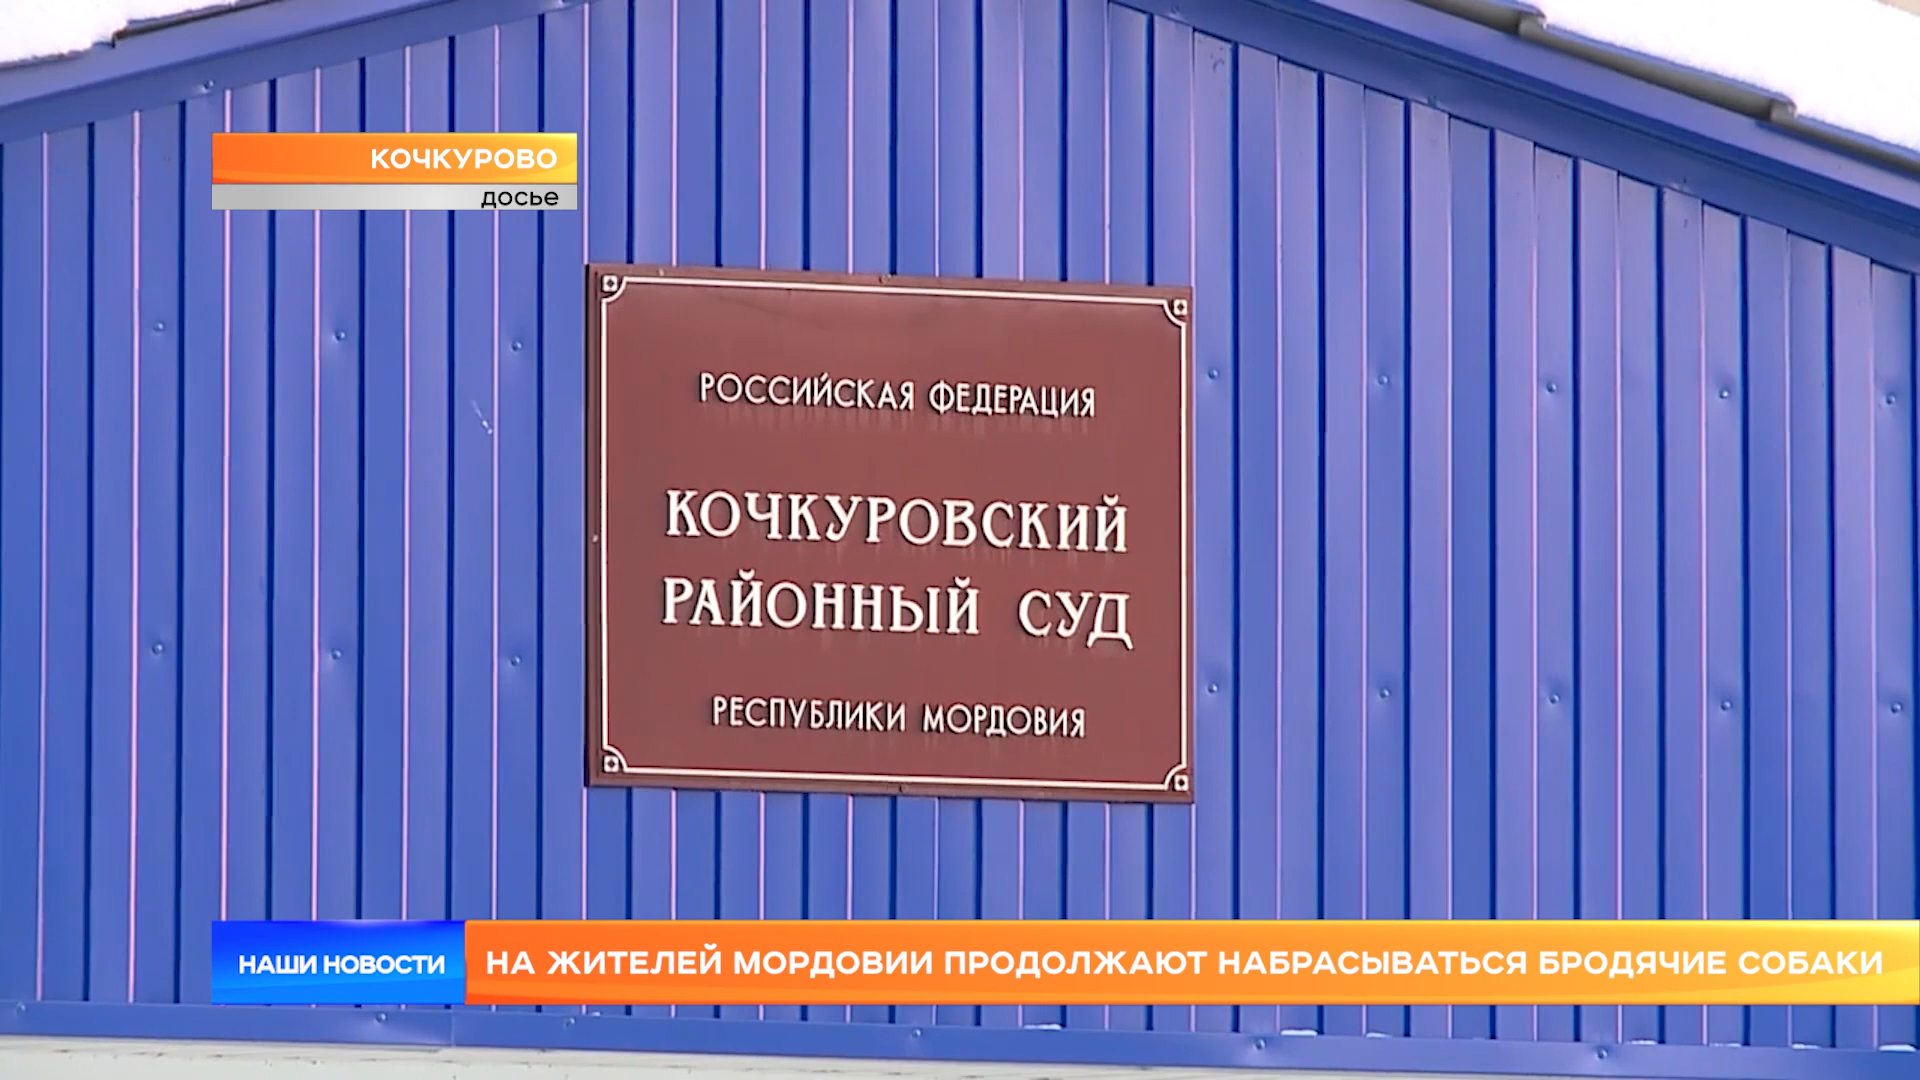 КОЧКУРОВО
досье
РОССИЙСКАЯ ФЕДЕРАЦИЯ
КОЧКУРОВСКИЙ
РАЙОННЫЙ СУД
РЕСПУБЛИКИ МОРДОВИЯ
НАШИ НОВОСТИ
НА ЖИТЕЛЕЙ МОРДОВИИ ПРОДОЛЖАЮТ НАБРАСЫВАТЬСЯ БРОДЯЧИЕ СОБАКИ